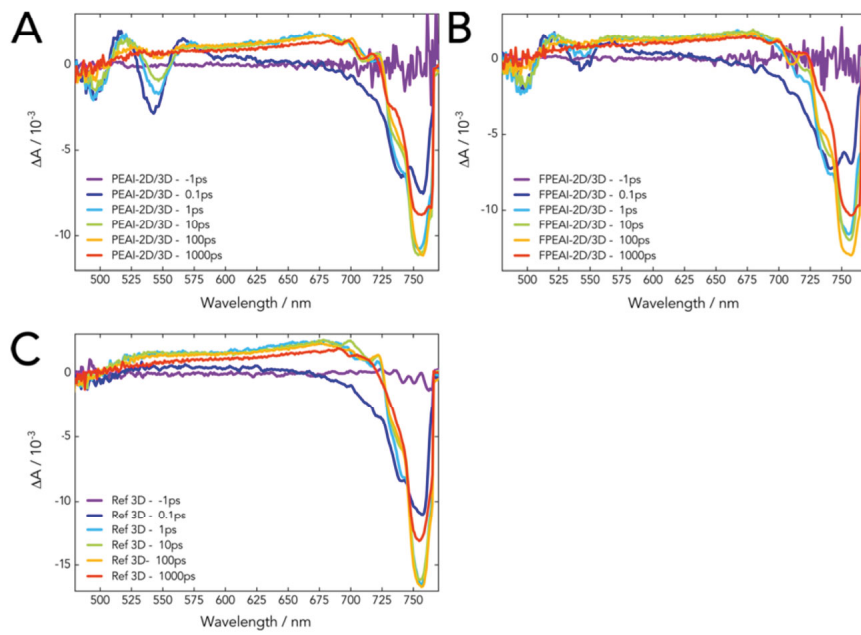 A
ΔA / 10-3
0
-5
-10
PEAI-2D/3D - -1ps
PEAI-2D/3D - 0.1ps
PEAI-2D/3D - 1ps
PEAI-2D/3D - 10ps
PEAI-2D/3D - 100ps
PEAI-2D/3D - 1000ps
500 525 550 575 600 625 650 675 700 725 750
Wavelength / nm
B
ΔA / 10-3
0
-5
-10
FPEAI-2D/3D - -1ps
FPEAI-2D/3D - 0.1ps
FPEAI-2D/3D - 1ps
FPEAI-2D/3D - 10ps
FPEAI-2D/3D - 100ps
FPEAI-2D/3D - 1000ps
500 525 550 575 600 625 650 675 700 725 750
Wavelength / nm
C
ΔA / 10-3
0
-5
-10
-15
Ref 3D - -1ps
Ref 3D - 0.1ps
Ref 3D - 1ps
Ref 3D - 10ps
Ref 3D- 100ps
Ref 3D - 1000ps
500 525 550 575 600 625 650 675 700 725 750
Wavelength / nm